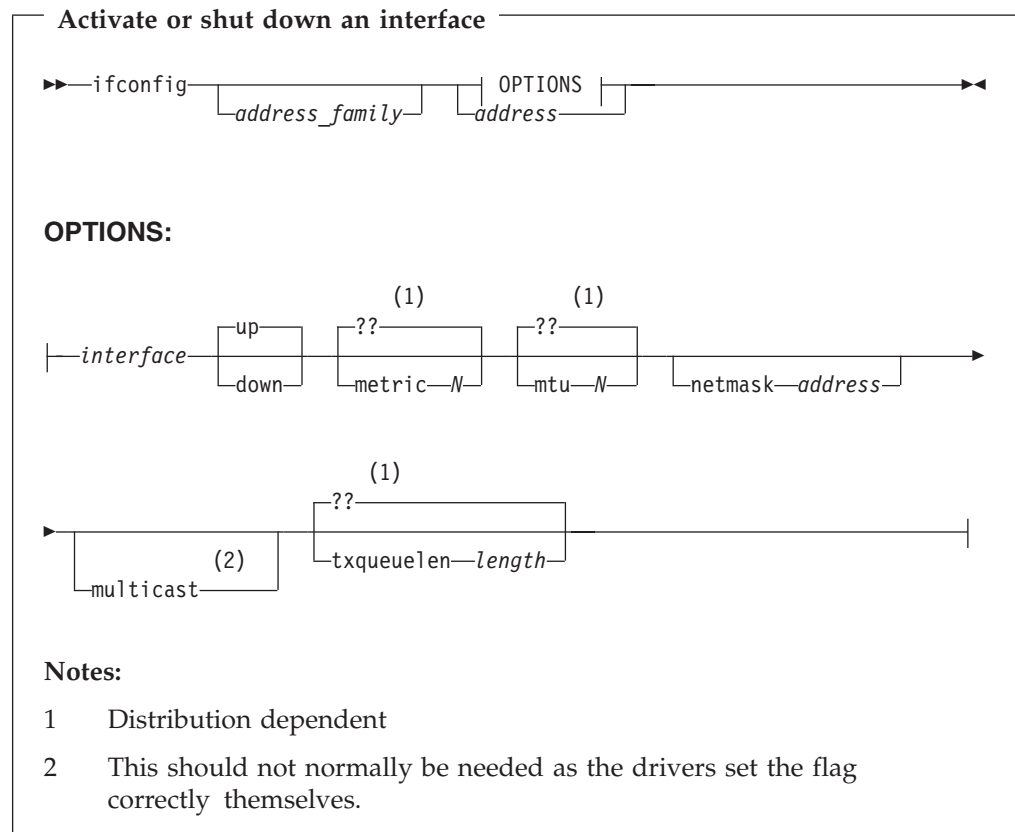 Activate or shut down an interface
ifconfig OPTIONS
address_family address
OPTIONS:
(1) (1)
up ?? ??
interface
down metric N mtu N netmask address
(1)
??
(2) txqueuelen length
multicast
Notes:
1 Distribution dependent
2 This should not normally be needed as the drivers set the flag
correctly themselves.